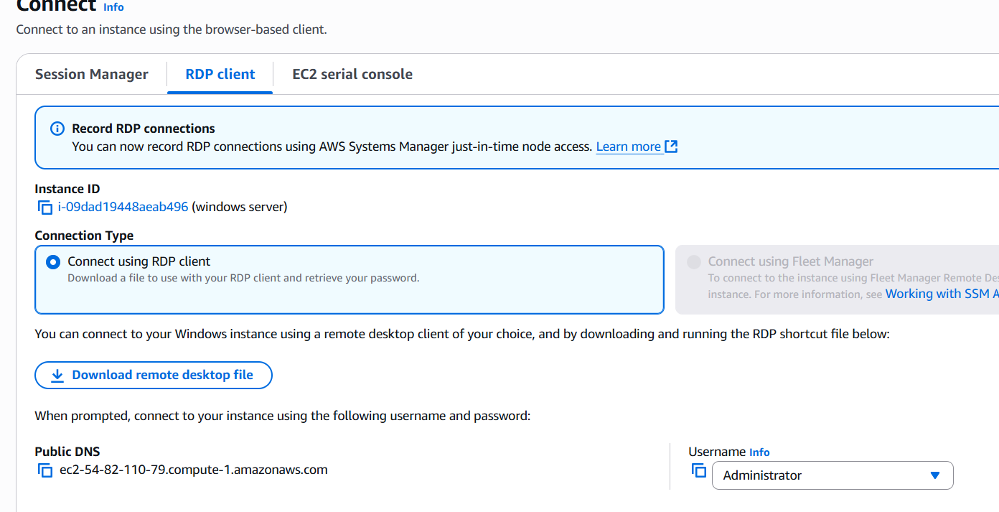 Connect Info
Connect to an instance using the browser-based client.
Session Manager
RDP client
EC2 serial console
Record RDP connections
You can now record RDP connections using AWS Systems Manager just-in-time node access. Learn more
Instance ID
i-09dad19448aeab496 (windows server)
Connection Type
Connect using RDP client
Download a file to use with your RDP client and retrieve your password.
Connect using Fleet Manager
To connect to the instance using Fleet Manager Remote
instance. For more information, see Working with SSM
You can connect to your Windows instance using a remote desktop client of your choice, and by downloading and running the RDP shortcut file below:
Download remote desktop file
When prompted, connect to your instance using the following username and password:
Public DNS
ec2-54-82-110-79.compute-1.amazonaws.com
Username Info
Administrator